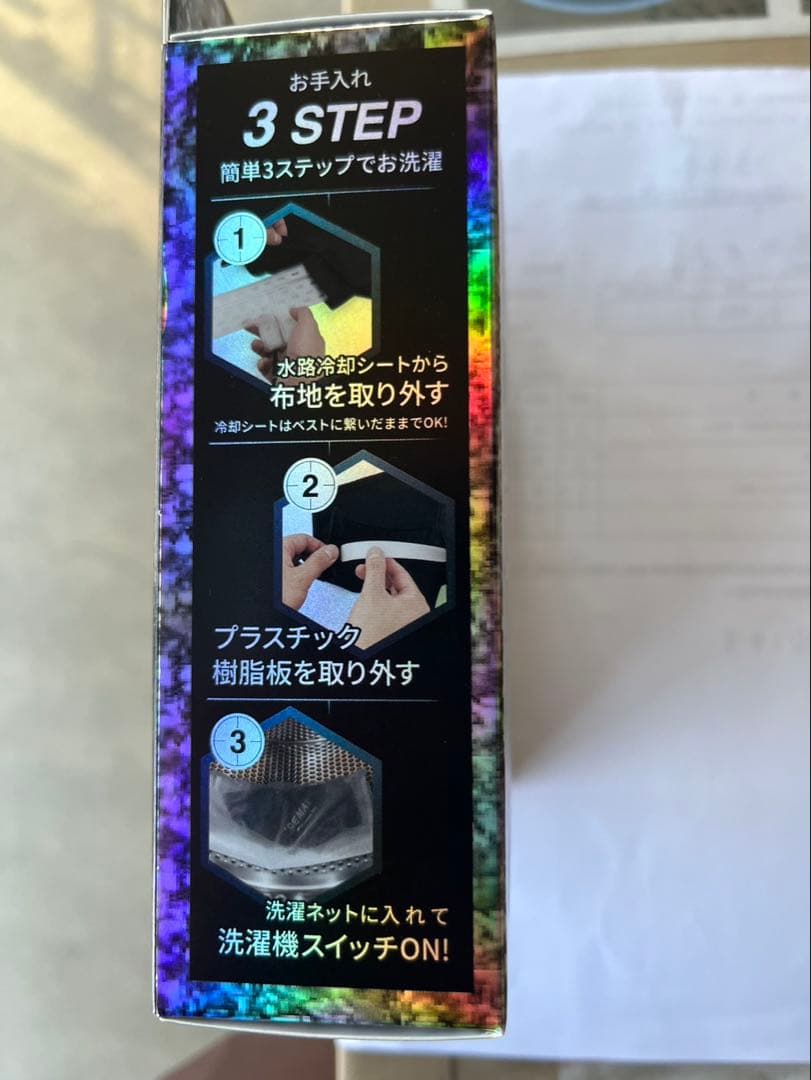 お手入れ
3 STEP
簡単3ステップでお洗濯
1
水路冷却シートから
布地を取り外す
冷却シートはベストに繋いだままでOK!
2
プラスチック
樹脂板を取り外す
3
洗濯ネットに入れて
洗濯機スイッチON!